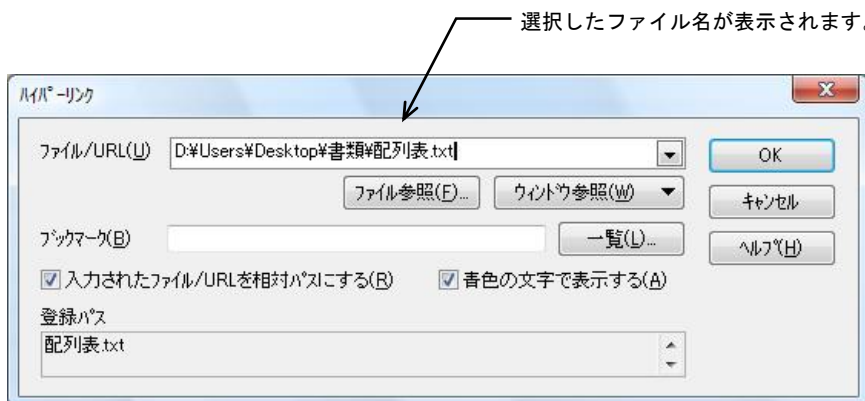 選択したファイル名が表示されます。
ハイパーリンク
ファイル/URL(U) D:¥Users¥Desktop¥書類¥配列表.txt OK
ファイル参照(F)... ウィンドウ参照(W) キャンセル
ブックマーク(B) 一覧(L)... ヘルプ(H)
入力されたファイル/URLを相対パスにする(R) 青色の文字で表示する(A)
登録パス
配列表.txt